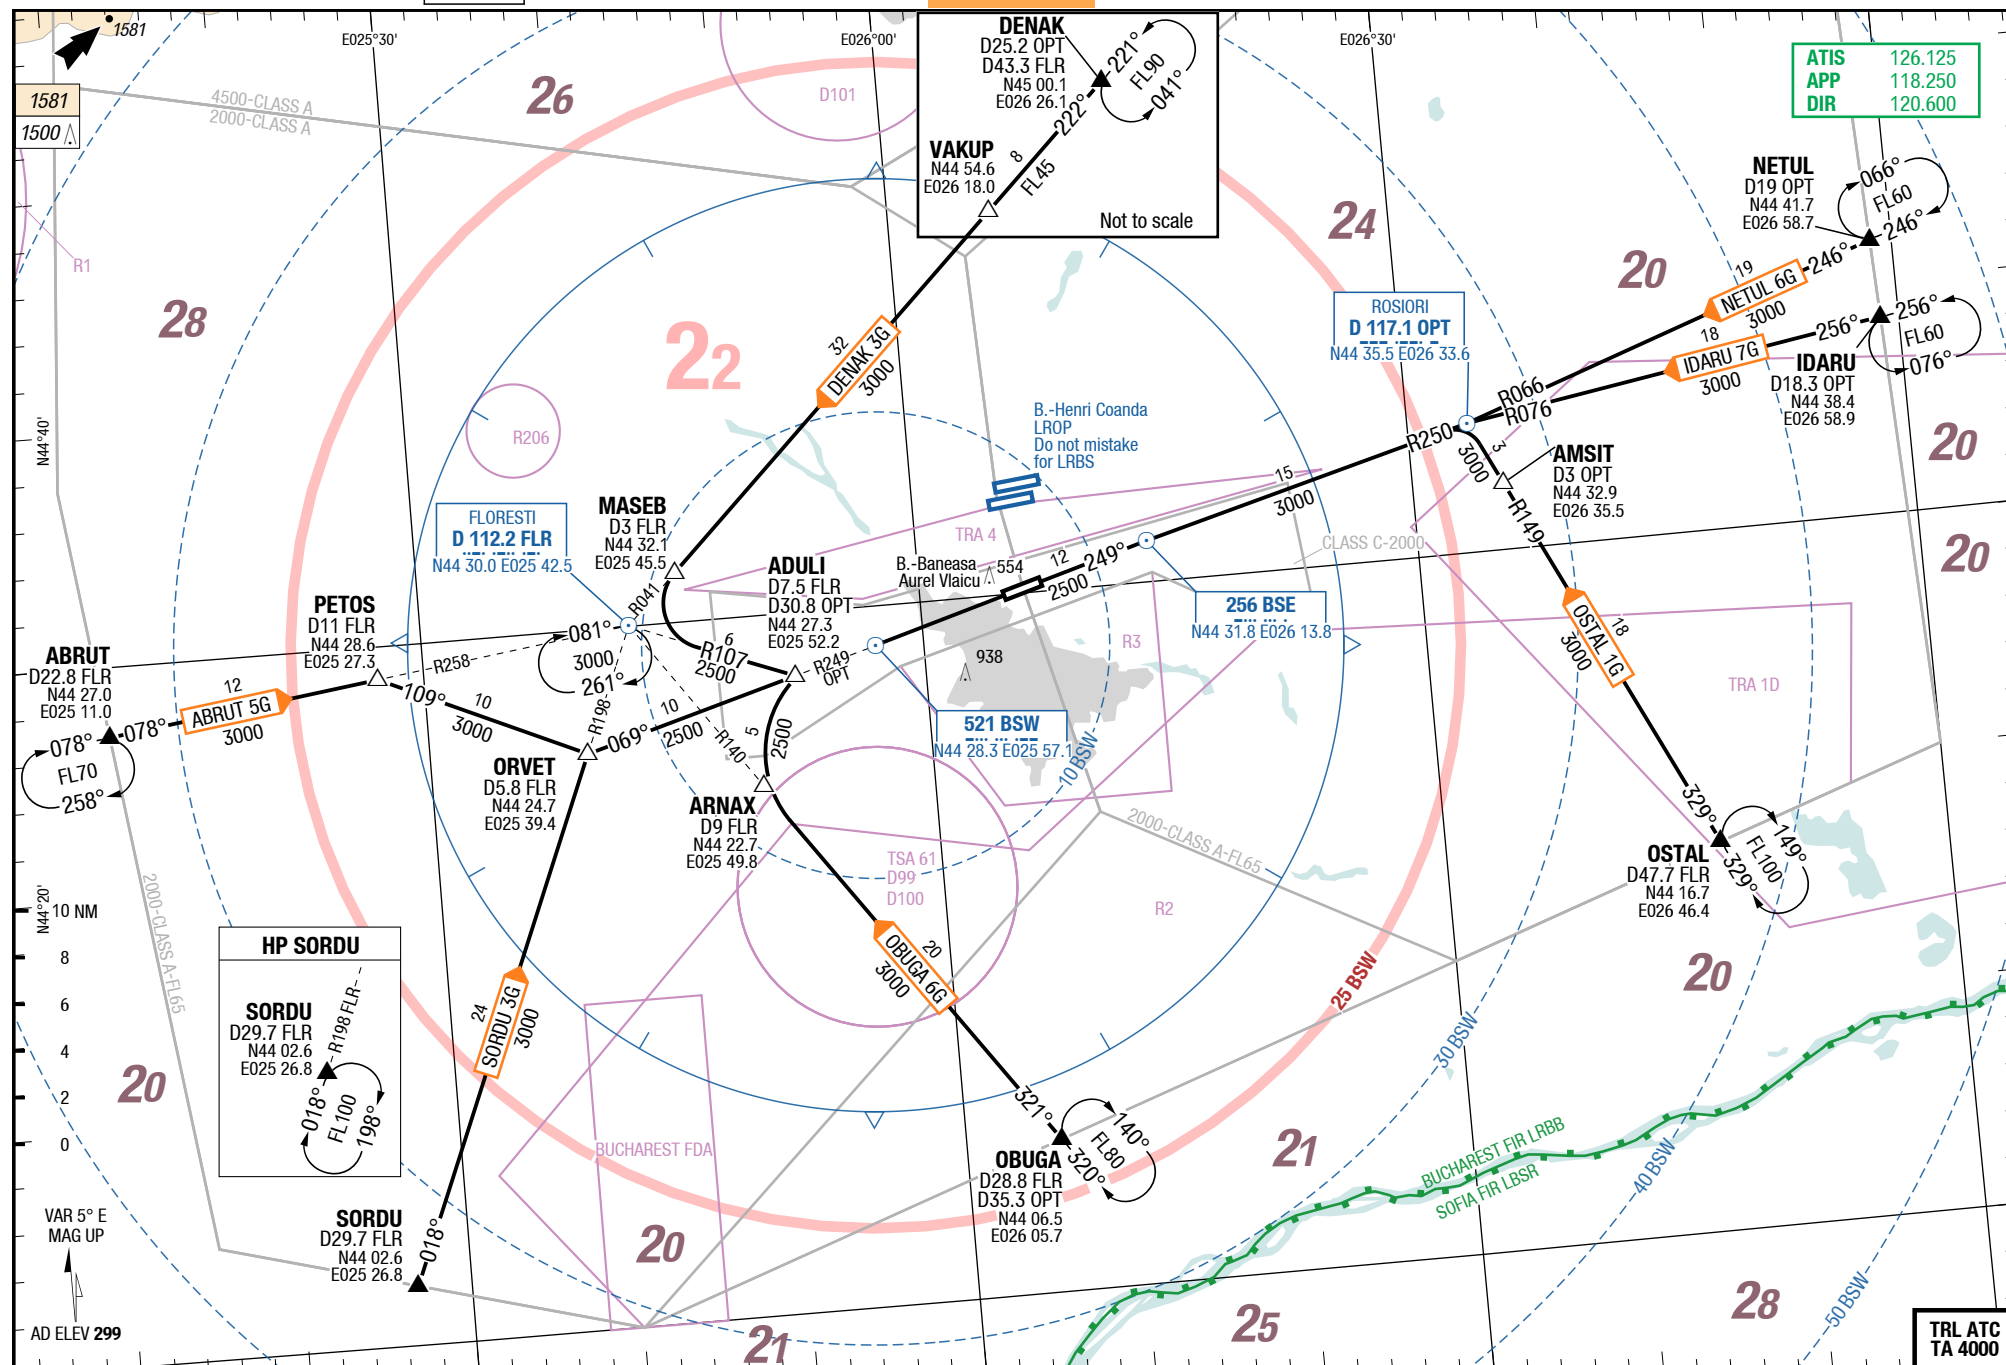 1581
E025°30'
E026°00'
E026°30'
1581
1500
4500-CLASS A
2000-CLASS A
26
D101
DENAK
D25.2 OPT
D43.3 FLR
N45 00.1
E026 26.1
221°
FL90
041°
222°
VAKUP
N44 54.6
E026 18.0
8
FL45
Not to scale
ATIS 126.125
APP 118.250
DIR 120.600
NETUL
D19 OPT
N44 41.7
E026 58.7
066°
FL60
246°
246°
19
NETUL 6G
3000
24
20
R1
28
22
32
DENAK 3G
3000
ROSIORI
D 117.1 OPT
N44 35.5 E026 33.6
18
IDARU 7G
3000
256°
256°
FL60
076°
IDARU
D18.3 OPT
N44 38.4
E026 58.9
R066
R076
R250
20
N44°40'
R206
B.-Henri Coanda
LROP
Do not mistake
for LRBS
3
3000
AMSIT
D3 OPT
N44 32.9
E026 35.5
15
3000
R149
CLASS C-2000
20
FLORESTI
D 112.2 FLR
N44 30.0 E025 42.5
MASEB
D3 FLR
N44 32.1
E025 45.5
TRA 4
B.-Baneasa
Aurel Vlaicu
554
12
249°
2500
ADULI
D7.5 FLR
D30.8 OPT
N44 27.3
E025 52.2
R041
6
R107
2500
R249
OPT
256 BSE
N44 31.8 E026 13.8
R3
938
PETOS
D11 FLR
N44 28.6
E025 27.3
R258
081°
3000
261°
ABRUT
D22.8 FLR
N44 27.0
E025 11.0
12
ABRUT 5G
3000
078°
078°
FL70
258°
109°
10
3000
R198
069°
10
2500
R140
5
2500
521 BSW
N44 28.3 E025 57.1
10 BSW
OSTAL 1G
18
3000
TRA 1D
ORVET
D5.8 FLR
N44 24.7
E025 39.4
ARNAX
D9 FLR
N44 22.7
E025 49.8
2000-CLASS A-FL65
TSA 61
D99
D100
R2
329°
149°
FL100
329°
OSTAL
D47.7 FLR
N44 16.7
E026 46.4
2000-CLASS A-FL65
N44°20'
10 NM
8
6
4
2
0
HP SORDU
SORDU
D29.7 FLR
N44 02.6
E025 26.8
R198 FLR
018°
FL100
198°
24
SORDU 3G
3000
20
OBUGA 6G
3000
25 BSW
20
30 BSW
20
BUCHAREST FDA
321°
140°
FL80
320°
OBUGA
D28.8 FLR
D35.3 OPT
N44 06.5
E026 05.7
21
BUCHAREST FIR LRBB
SOFIA FIR LBSR
40 BSW
VAR 5° E
MAG UP
AD ELEV 299
SORDU
D29.7 FLR
N44 02.6
E025 26.8
018°
20
21
25
28
50 BSW
TRL ATC
TA 4000